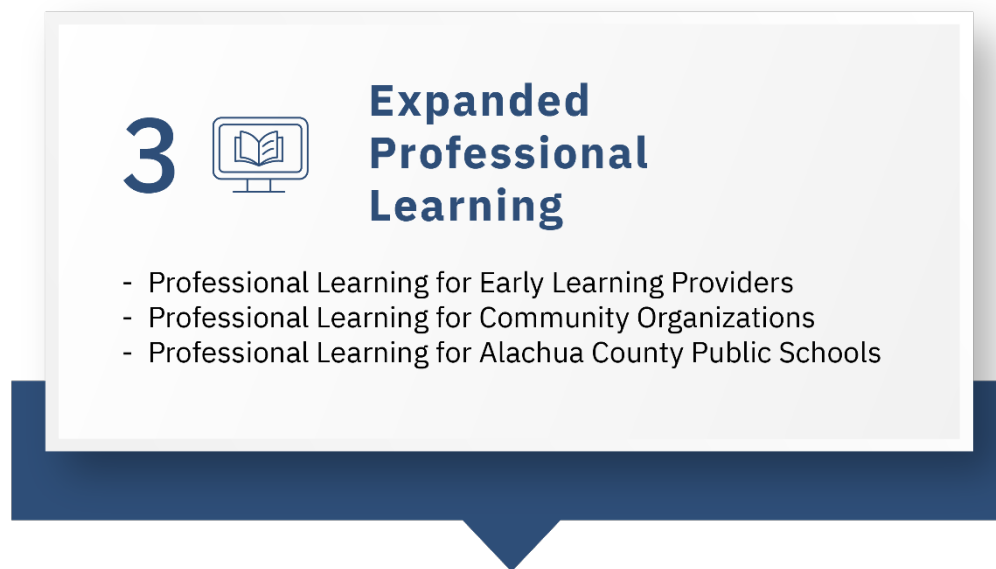 3
Expanded
Professional
Learning
- Professional Learning for Early Learning Providers
- Professional Learning for Community Organizations
- Professional Learning for Alachua County Public Schools